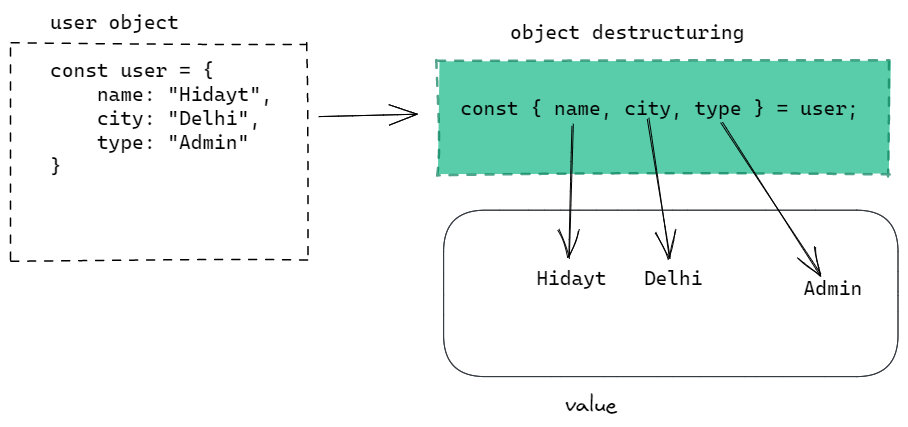 user object
const user = {
    name: "Hidayt",
    city: "Delhi",
    type: "Admin"
}
object destructuring
const { name, city, type } = user;
Hidayt
Delhi
Admin
value